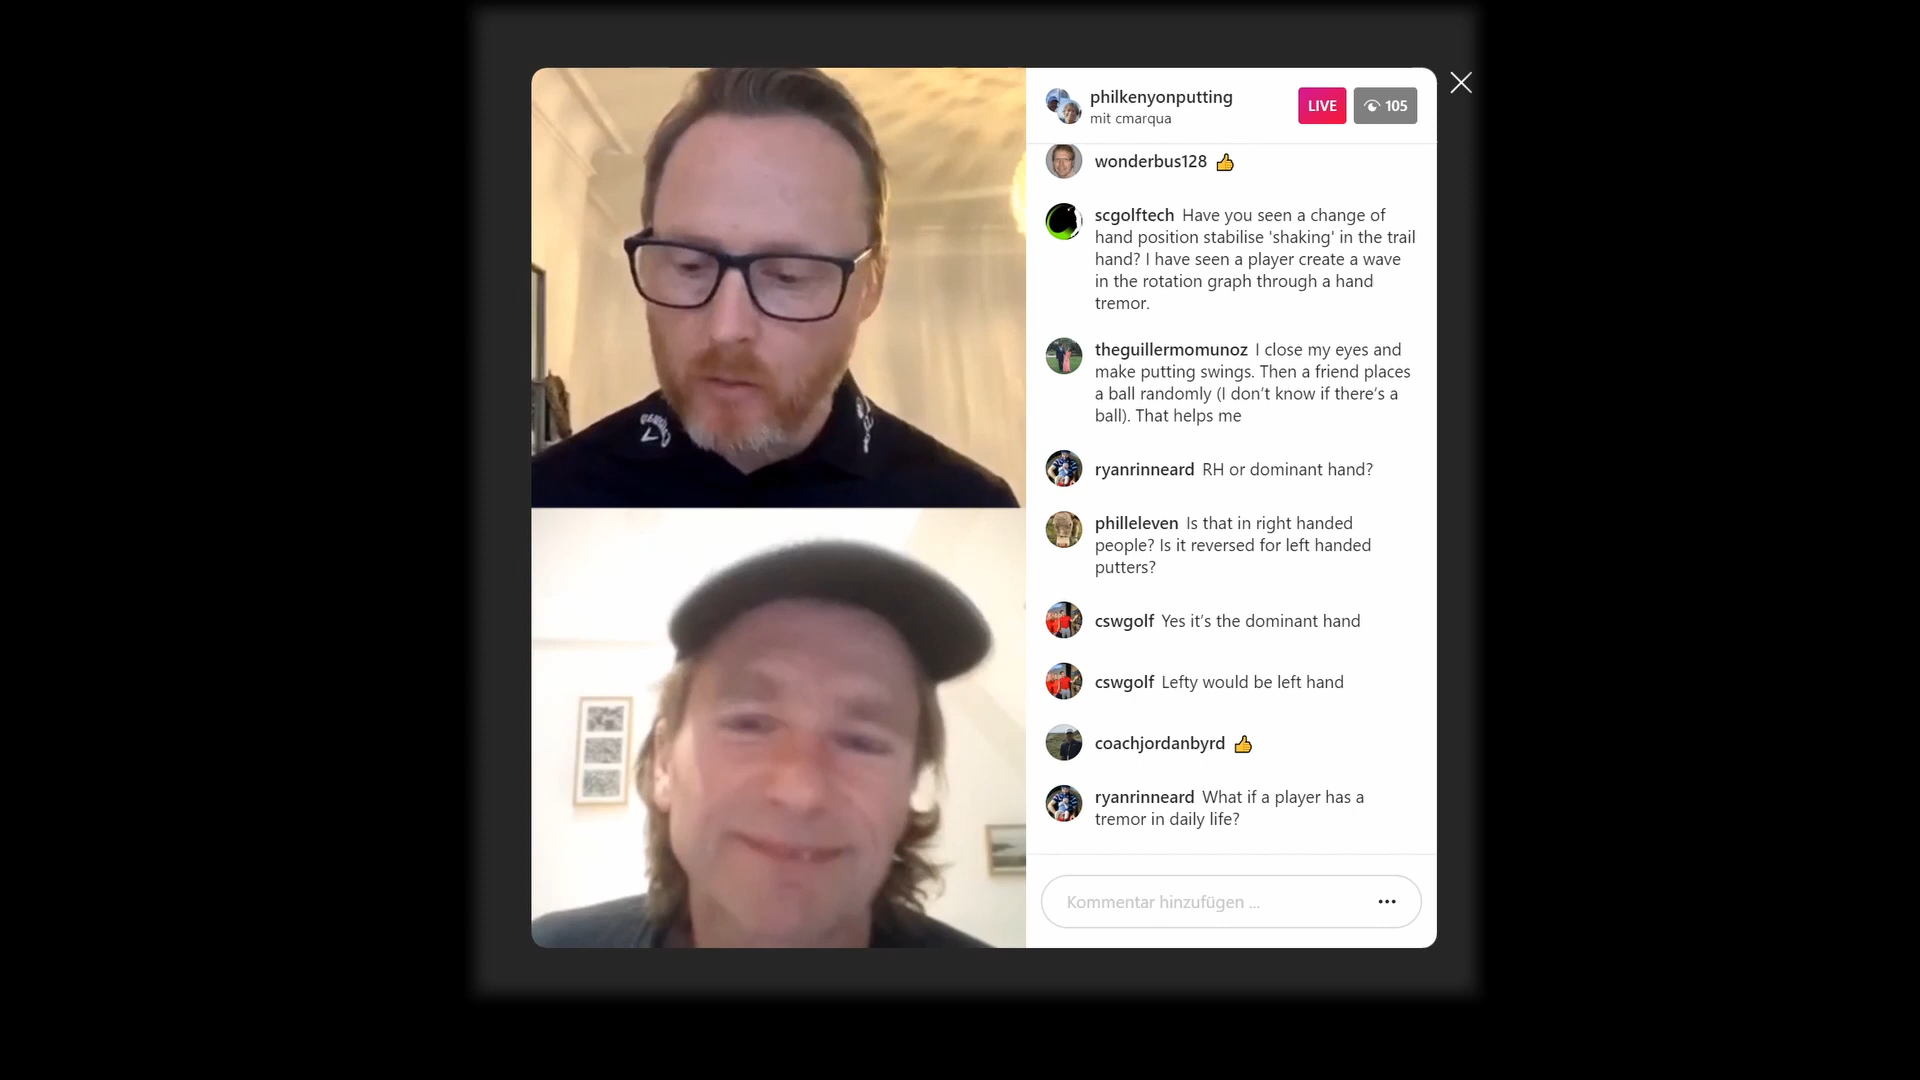 philkenyonputting
mit cmarqua
LIVE
105
wonderbus128 👍
scgolftech Have you seen a change of
hand position stabilise 'shaking' in the trail
hand? I have seen a player create a wave
in the rotation graph through a hand
tremor.
theguillermomunoz I close my eyes and
make putting swings. Then a friend places
a ball randomly (I don’t know if there’s a
ball). That helps me
ryanrinneard RH or dominant hand?
philleleven Is that in right handed
people? Is it reversed for left handed
putters?
cswgolf Yes it’s the dominant hand
cswgolf Lefty would be left hand
coachjordanbyrd 👍
ryanrinneard What if a player has a
tremor in daily life?
Kommentar hinzufügen ...